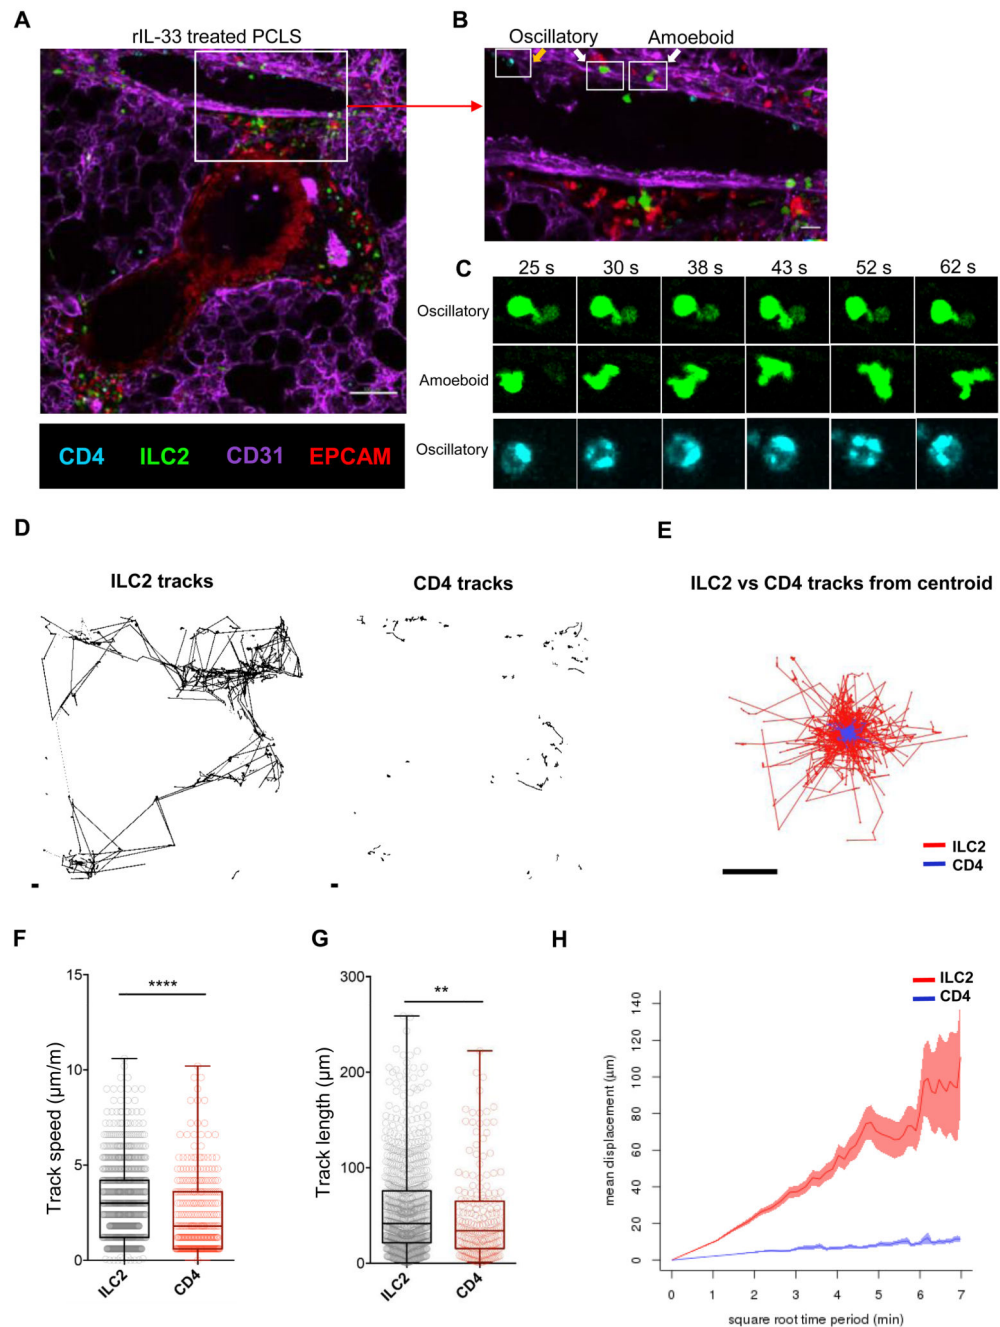 A
rIL-33 treated PCLS
B
Oscillatory Amoeboid
CD4 ILC2 CD31 EPCAM
C
25 s 30 s 38 s 43 s 52 s 62 s
Oscillatory
Amoeboid
Oscillatory
D
ILC2 tracks CD4 tracks
E
ILC2 vs CD4 tracks from centroid
ILC2
CD4
F
Track speed (µm/m)
15
10
5
0
****
ILC2 CD4
G
Track length (µm)
300
200
100
0
**
ILC2 CD4
H
ILC2
CD4
mean displacement (µm)
140
120
100
80
60
40
20
0
0 1 2 3 4 5 6 7
square root time period (min)